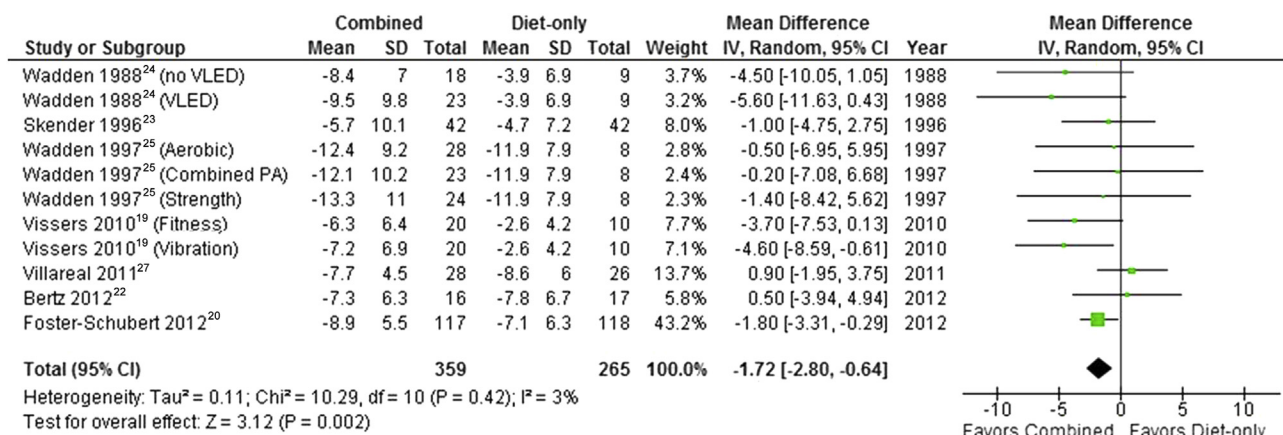 Combined Diet-only Mean Difference Mean Difference
Study or Subgroup Mean SD Total Mean SD Total Weight IV, Random, 95% CI Year IV, Random, 95% CI
Wadden 1988²⁴ (no VLED) -8.4 7 18 -3.9 6.9 9 3.7% -4.50 [-10.05, 1.05] 1988
Wadden 1988²⁴ (VLED) -9.5 9.8 23 -3.9 6.9 9 3.2% -5.60 [-11.63, 0.43] 1988
Skender 1996²³ -5.7 10.1 42 -4.7 7.2 42 8.0% -1.00 [-4.75, 2.75] 1996
Wadden 1997²⁵ (Aerobic) -12.4 9.2 28 -11.9 7.9 8 2.8% -0.50 [-6.95, 5.95] 1997
Wadden 1997²⁵ (Combined PA) -12.1 10.2 23 -11.9 7.9 8 2.4% -0.20 [-7.08, 6.68] 1997
Wadden 1997²⁵ (Strength) -13.3 11 24 -11.9 7.9 8 2.3% -1.40 [-8.42, 5.62] 1997
Vissers 2010¹⁹ (Fitness) -6.3 6.4 20 -2.6 4.2 10 7.7% -3.70 [-7.53, 0.13] 2010
Vissers 2010¹⁹ (Vibration) -7.2 6.9 20 -2.6 4.2 10 7.1% -4.60 [-8.59, -0.61] 2010
Villareal 2011²⁷ -7.7 4.5 28 -8.6 6 26 13.7% 0.90 [-1.95, 3.75] 2011
Bertz 2012²² -7.3 6.3 16 -7.8 6.7 17 5.8% 0.50 [-3.94, 4.94] 2012
Foster-Schubert 2012²⁰ -8.9 5.5 117 -7.1 6.3 118 43.2% -1.80 [-3.31, -0.29] 2012
Total (95% CI) 359 265 100.0% -1.72 [-2.80, -0.64]
Heterogeneity: Tau² = 0.11; Chi² = 10.29, df = 10 (P = 0.42); I² = 3%
Test for overall effect: Z = 3.12 (P = 0.002)
-10 -5 0 5 10
Favors Combined Favors Diet-only